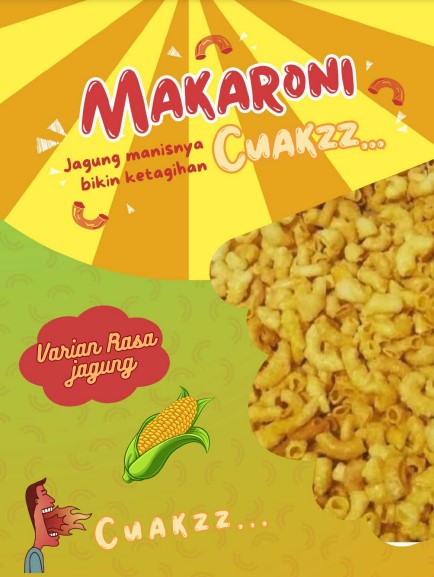 MAKARONI
Jagung manisnya
bikin ketagihan
CUAKZZ...
Varian Rasa
jagung
CUAKZZ...